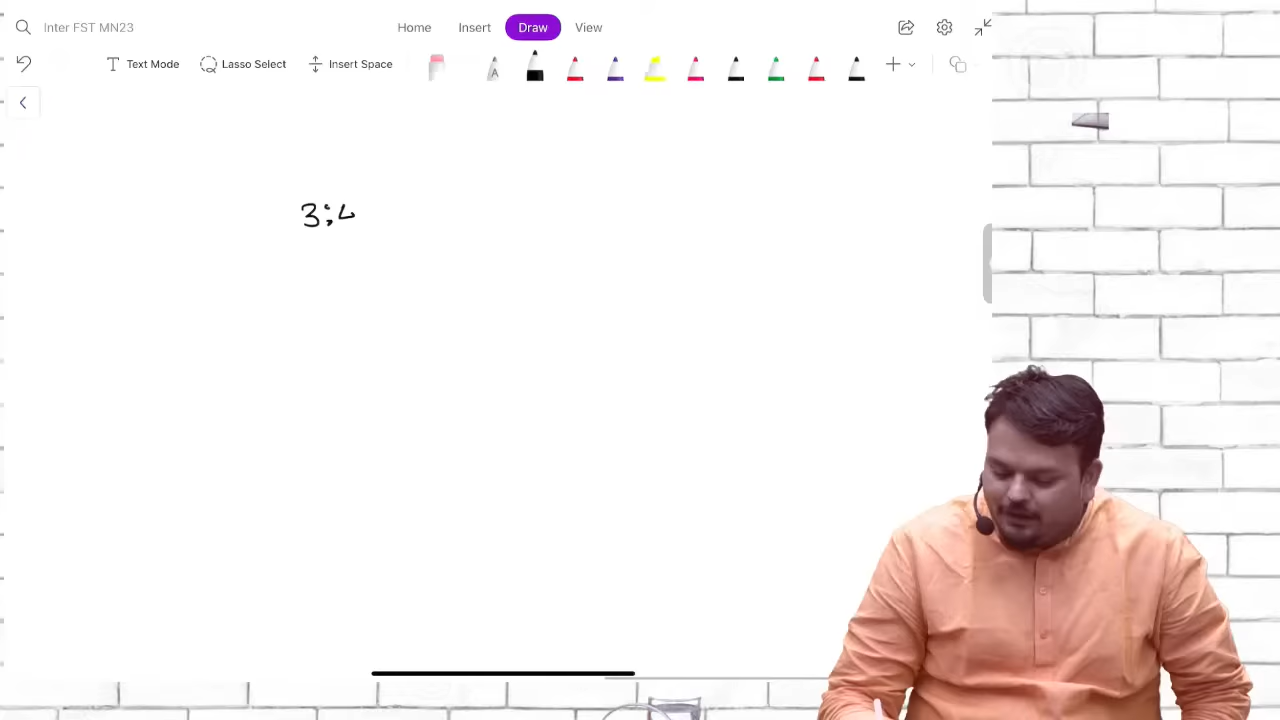 Inter FST MN23
Home Insert Draw View
Text Mode Lasso Select Insert Space A
3:4